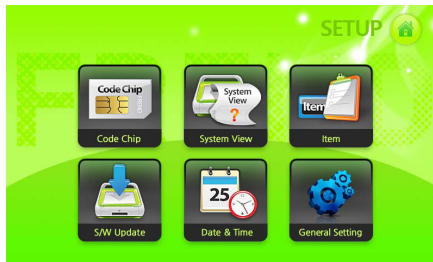 SETUP
Code Chip
Code Chip
System
View
?
System View
Item
Item
S/W Update
25
Date & Time
General Setting